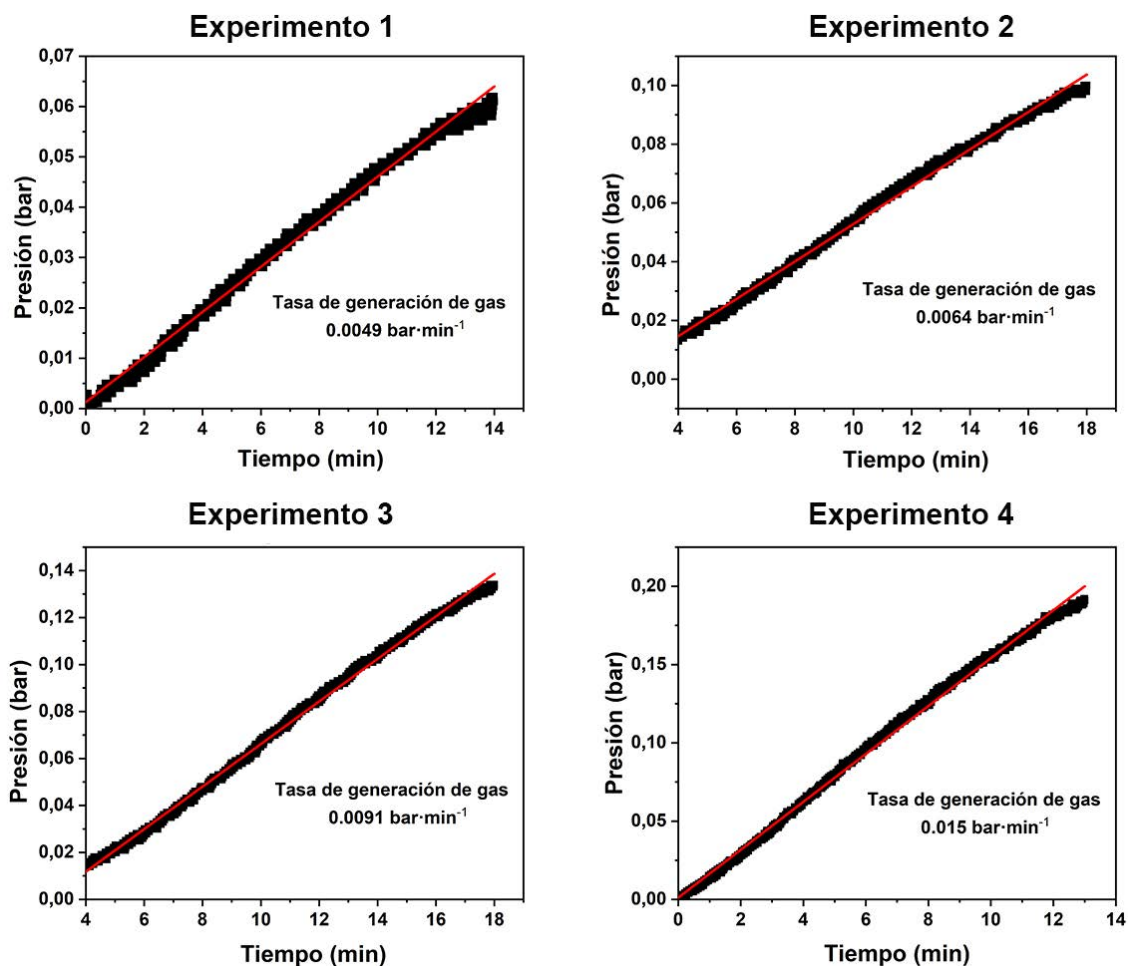 Experimento 1
0,07
0,06
0,05
0,04
0,03
0,02
0,01
0,00
Presión (bar)
Tasa de generación de gas
0.0049 bar·min⁻¹
0 2 4 6 8 10 12 14
Tiempo (min)
Experimento 2
0,10
0,08
0,06
0,04
0,02
0,00
Presión (bar)
Tasa de generación de gas
0.0064 bar·min⁻¹
4 6 8 10 12 14 16 18
Tiempo (min)
Experimento 3
0,14
0,12
0,10
0,08
0,06
0,04
0,02
0,00
Presión (bar)
Tasa de generación de gas
0.0091 bar·min⁻¹
4 6 8 10 12 14 16 18
Tiempo (min)
Experimento 4
0,20
0,15
0,10
0,05
0,00
Presión (bar)
Tasa de generación de gas
0.015 bar·min⁻¹
0 2 4 6 8 10 12 14
Tiempo (min)